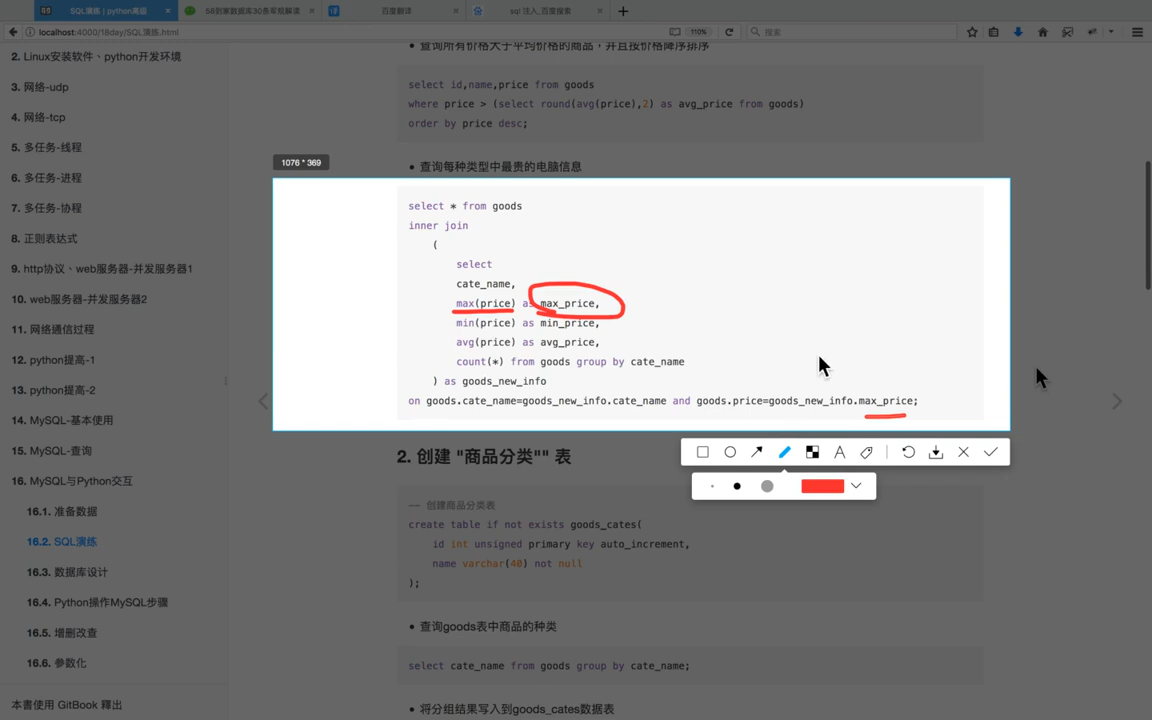 SQL演练 | python高级
58到家数据库30条军规解读
百度翻译
sql 注入_百度搜索
localhost:4000/18day/SQL演练.html
110%
搜索
2. Linux安装软件、python开发环境
3. 网络-udp
4. 网络-tcp
5. 多任务-线程
6. 多任务-进程
7. 多任务-协程
8. 正则表达式
9. http协议、web服务器-并发服务器1
10. web服务器-并发服务器2
11. 网络通信过程
12. python提高-1
13. python提高-2
14. MySQL-基本使用
15. MySQL-查询
16. MySQL与Python交互
16.1. 准备数据
16.2. SQL演练
16.3. 数据库设计
16.4. Python操作MySQL步骤
16.5. 增删改查
16.6. 参数化
本書使用 GitBook 釋出
查询所有价格大于平均价格的商品，并且按价格降序排序
select id,name,price from goods
where price > (select round(avg(price),2) as avg_price from goods)
order by price desc;
查询每种类型中最贵的电脑信息
1076 * 369
select * from goods
inner join
(
select
cate_name,
max(price) as max_price,
min(price) as min_price,
avg(price) as avg_price,
count(*) from goods group by cate_name
) as goods_new_info
on goods.cate_name=goods_new_info.cate_name and goods.price=goods_new_info.max_price;
A
2. 创建 "商品分类"" 表
-- 创建商品分类表
create table if not exists goods_cates(
id int unsigned primary key auto_increment,
name varchar(40) not null
);
查询goods表中商品的种类
select cate_name from goods group by cate_name;
将分组结果写入到goods_cates数据表